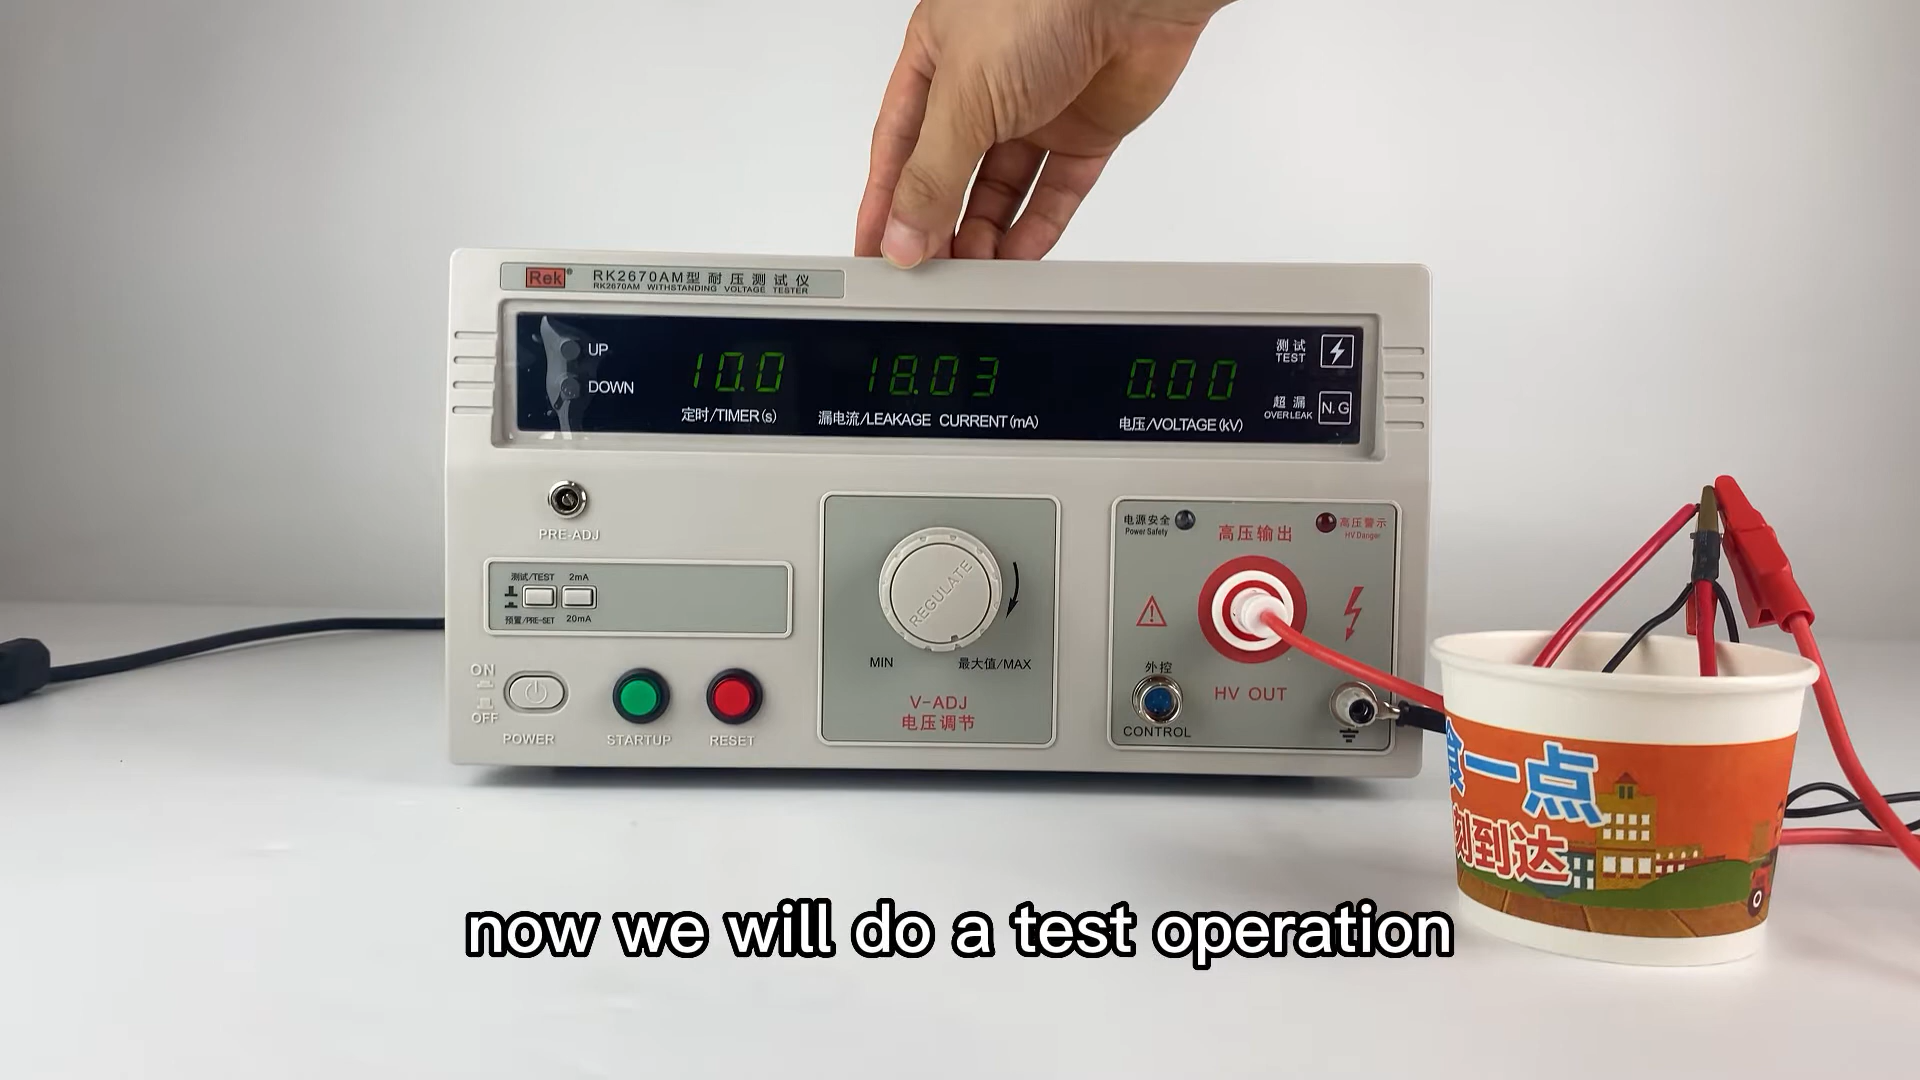 Rek® RK2670AM型 耐压测试仪
RK2670AM WITHSTANDING VOLTAGE TESTER
UP
DOWN
10.0
定时/TIMER(s)
18.03
漏电流/LEAKAGE CURRENT(mA)
0.00
电压/VOLTAGE(kV)
测试
TEST
超漏
OVER LEAK
N.G
PRE-ADJ
测试/TEST 2mA
预置/PRE-SET 20mA
ON
OFF
POWER
STARTUP
RESET
REGULATE
MIN
最大值/MAX
V-ADJ
电压调节
电源安全
Power Safety
高压输出
高压警示
HV Danger
外控
CONTROL
HV OUT
食一点
刻到达
now we will do a test operation